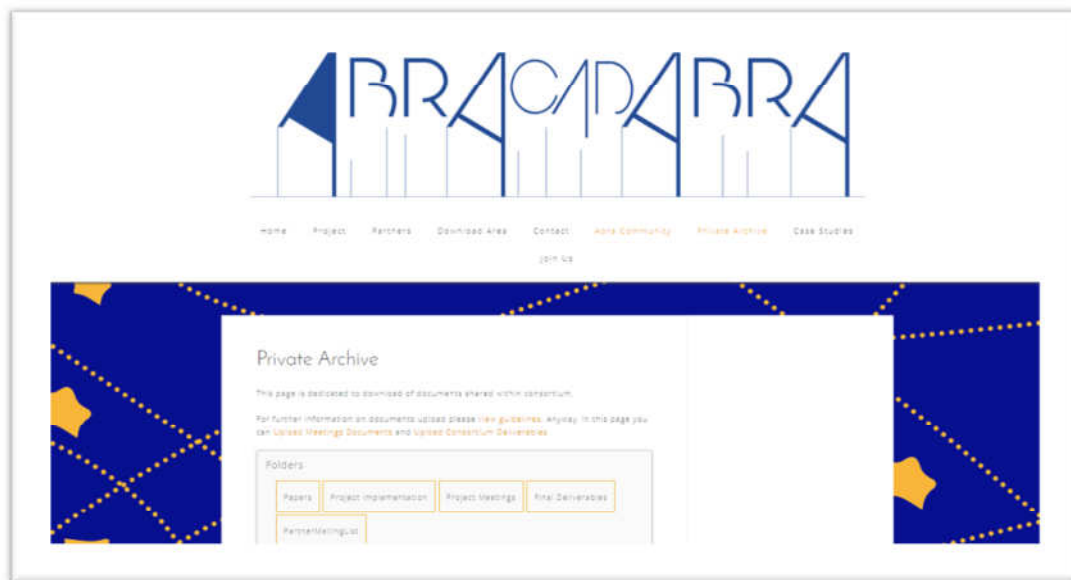 ABRACADABRA
Home Project Partners Download Area Contact Abra Community Private Archive Case Studies
Join Us
Private Archive
This page is dedicated to download of documents shared within consortium.
For further information on documents upload please view guidelines. Anyway, in this page you
can Upload Meetings Documents and Upload Consortium Deliverables
Folders
Papers Project Implementation Project Meetings Final Deliverables
PartnerMailingList